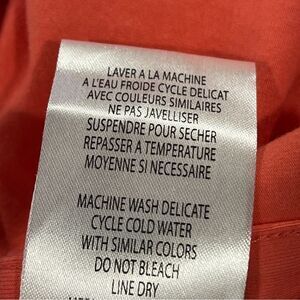 LAVER A LA MACHINE
A L'EAU FROIDE CYCLE DELICAT
AVEC COULEURS SIMILAIRES
NE PAS JAVELLISER
SUSPENDRE POUR SECHER
REPASSER A TEMPERATURE
MOYENNE SI NECESSAIRE
MACHINE WASH DELICATE
CYCLE COLD WATER
WITH SIMILAR COLORS
DO NOT BLEACH
LINE DRY